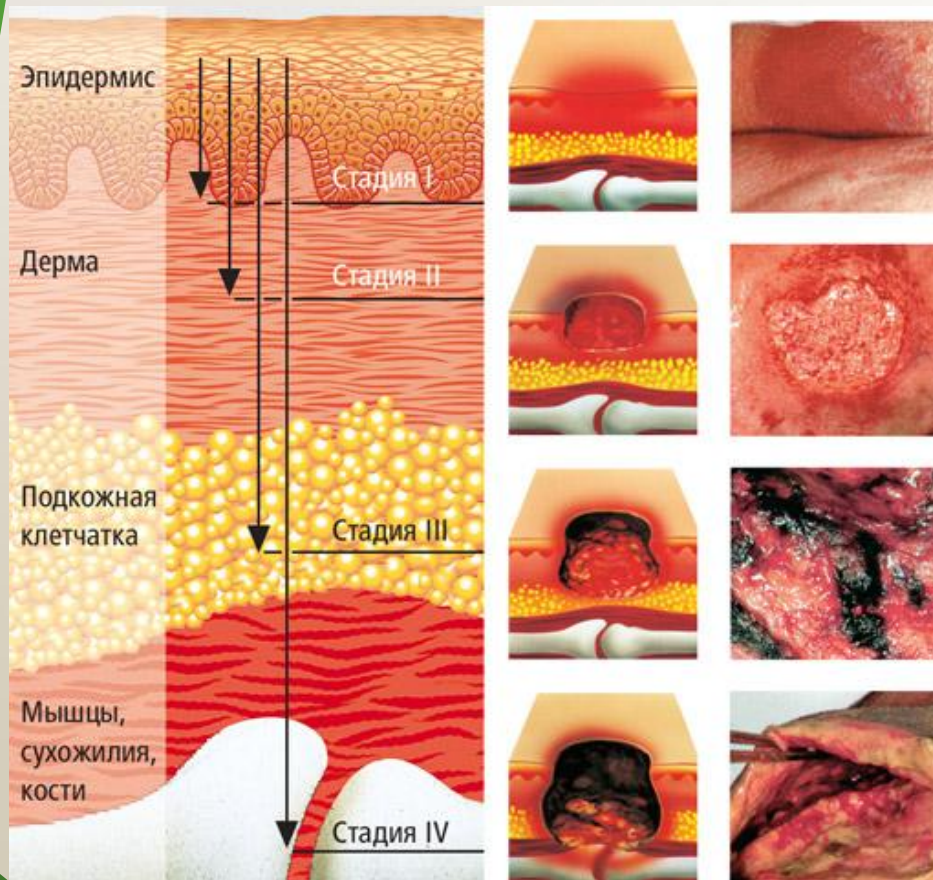 Эпидермис
Стадия I
Дерма
Стадия II
Подкожная
клетчатка
Стадия III
Мышцы,
сухожилия,
кости
Стадия IV